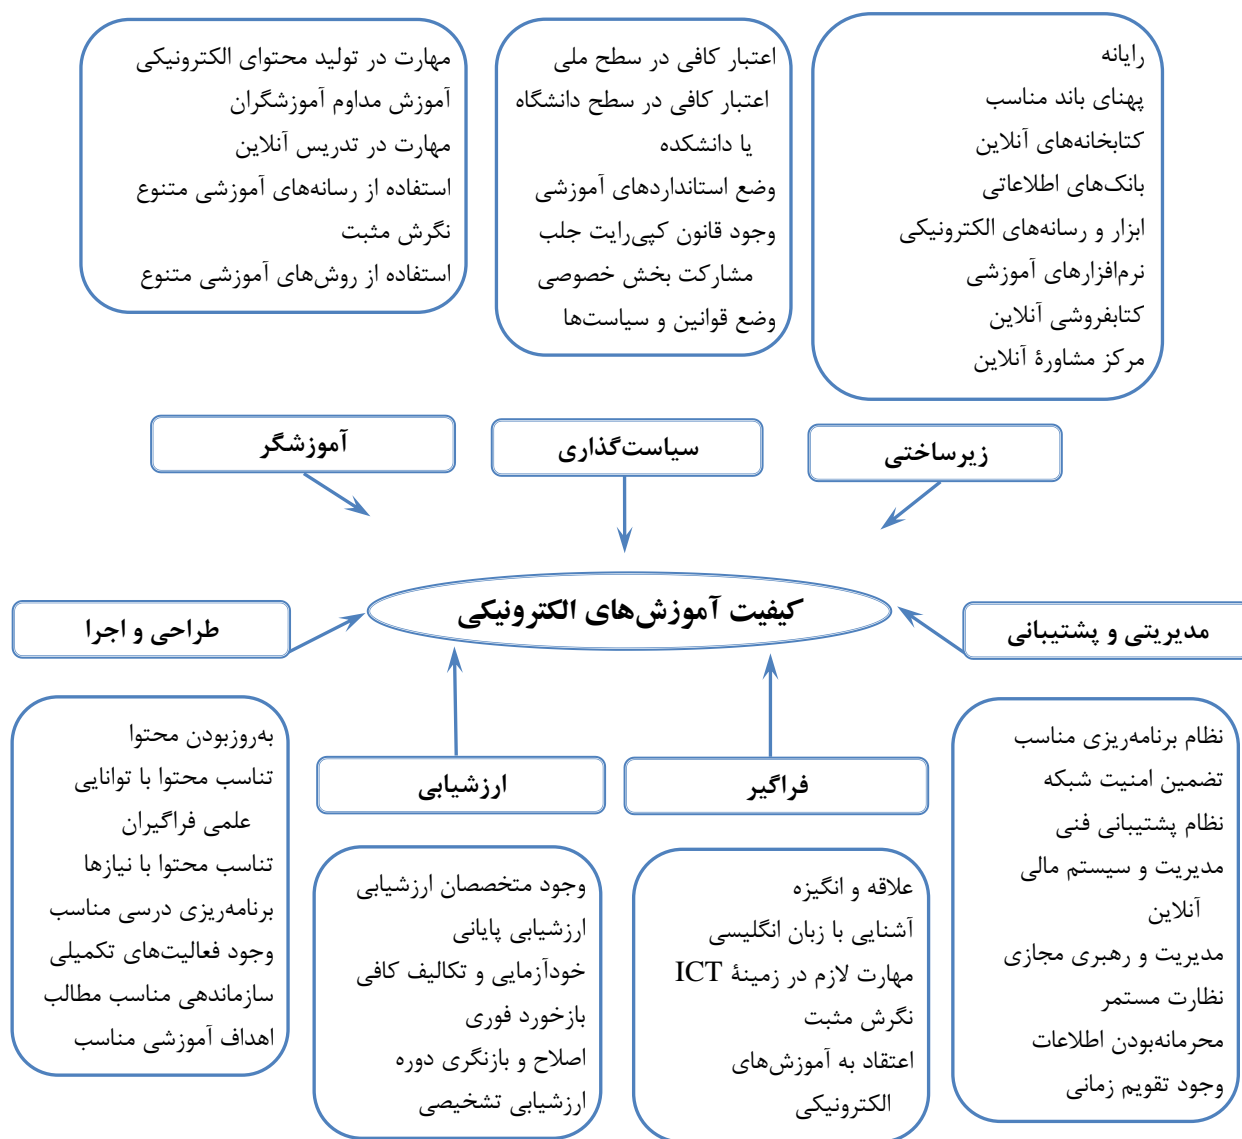 رایانه
پهنای باند مناسب
کتابخانه‌های آنلاین
بانک‌های اطلاعاتی
ابزار و رسانه‌های الکترونیکی
نرم‌افزارهای آموزشی
کتابفروشی آنلاین
مرکز مشاورۀ آنلاین
اعتبار کافی در سطح ملی
اعتبار کافی در سطح دانشگاه
یا دانشکده
وضع استانداردهای آموزشی
وجود قانون کپی‌رایت جلب
مشارکت بخش خصوصی
وضع قوانین و سیاست‌ها
مهارت در تولید محتوای الکترونیکی
آموزش مداوم آموزشگران
مهارت در تدریس آنلاین
استفاده از رسانه‌های آموزشی متنوع
نگرش مثبت
استفاده از روش‌های آموزشی متنوع
زیرساختی
سیاست‌گذاری
آموزشگر
کیفیت آموزش‌های الکترونیکی
مدیریتی و پشتیبانی
طراحی و اجرا
فراگیر
ارزشیابی
نظام برنامه‌ریزی مناسب
تضمین امنیت شبکه
نظام پشتیبانی فنی
مدیریت و سیستم مالی
آنلاین
مدیریت و رهبری مجازی
نظارت مستمر
محرمانه‌بودن اطلاعات
وجود تقویم زمانی
علاقه و انگیزه
آشنایی با زبان انگلیسی
مهارت لازم در زمینۀ ICT
نگرش مثبت
اعتقاد به آموزش‌های
الکترونیکی
وجود متخصصان ارزشیابی
ارزشیابی پایانی
خودآزمایی و تکالیف کافی
بازخورد فوری
اصلاح و بازنگری دوره
ارزشیابی تشخیصی
به‌روزبودن محتوا
تناسب محتوا با توانایی
علمی فراگیران
تناسب محتوا با نیازها
برنامه‌ریزی درسی مناسب
وجود فعالیت‌های تکمیلی
سازماندهی مناسب مطالب
اهداف آموزشی مناسب